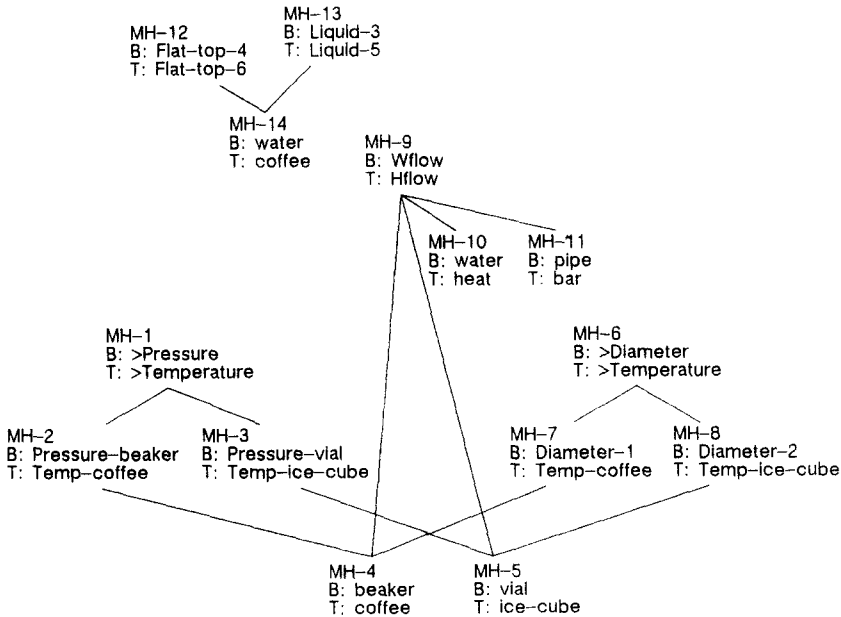 MH-12
B: Flat-top-4
T: Flat-top-6
MH-13
B: Liquid-3
T: Liquid-5
MH-14
B: water
T: coffee
MH-9
B: Wflow
T: Hflow
MH-10
B: water
T: heat
MH-11
B: pipe
T: bar
MH-1
B: >Pressure
T: >Temperature
MH-6
B: >Diameter
T: >Temperature
MH-2
B: Pressure-beaker
T: Temp-coffee
MH-3
B: Pressure-vial
T: Temp-ice-cube
MH-7
B: Diameter-1
T: Temp-coffee
MH-8
B: Diameter-2
T: Temp-ice-cube
MH-4
B: beaker
T: coffee
MH-5
B: vial
T: ice-cube